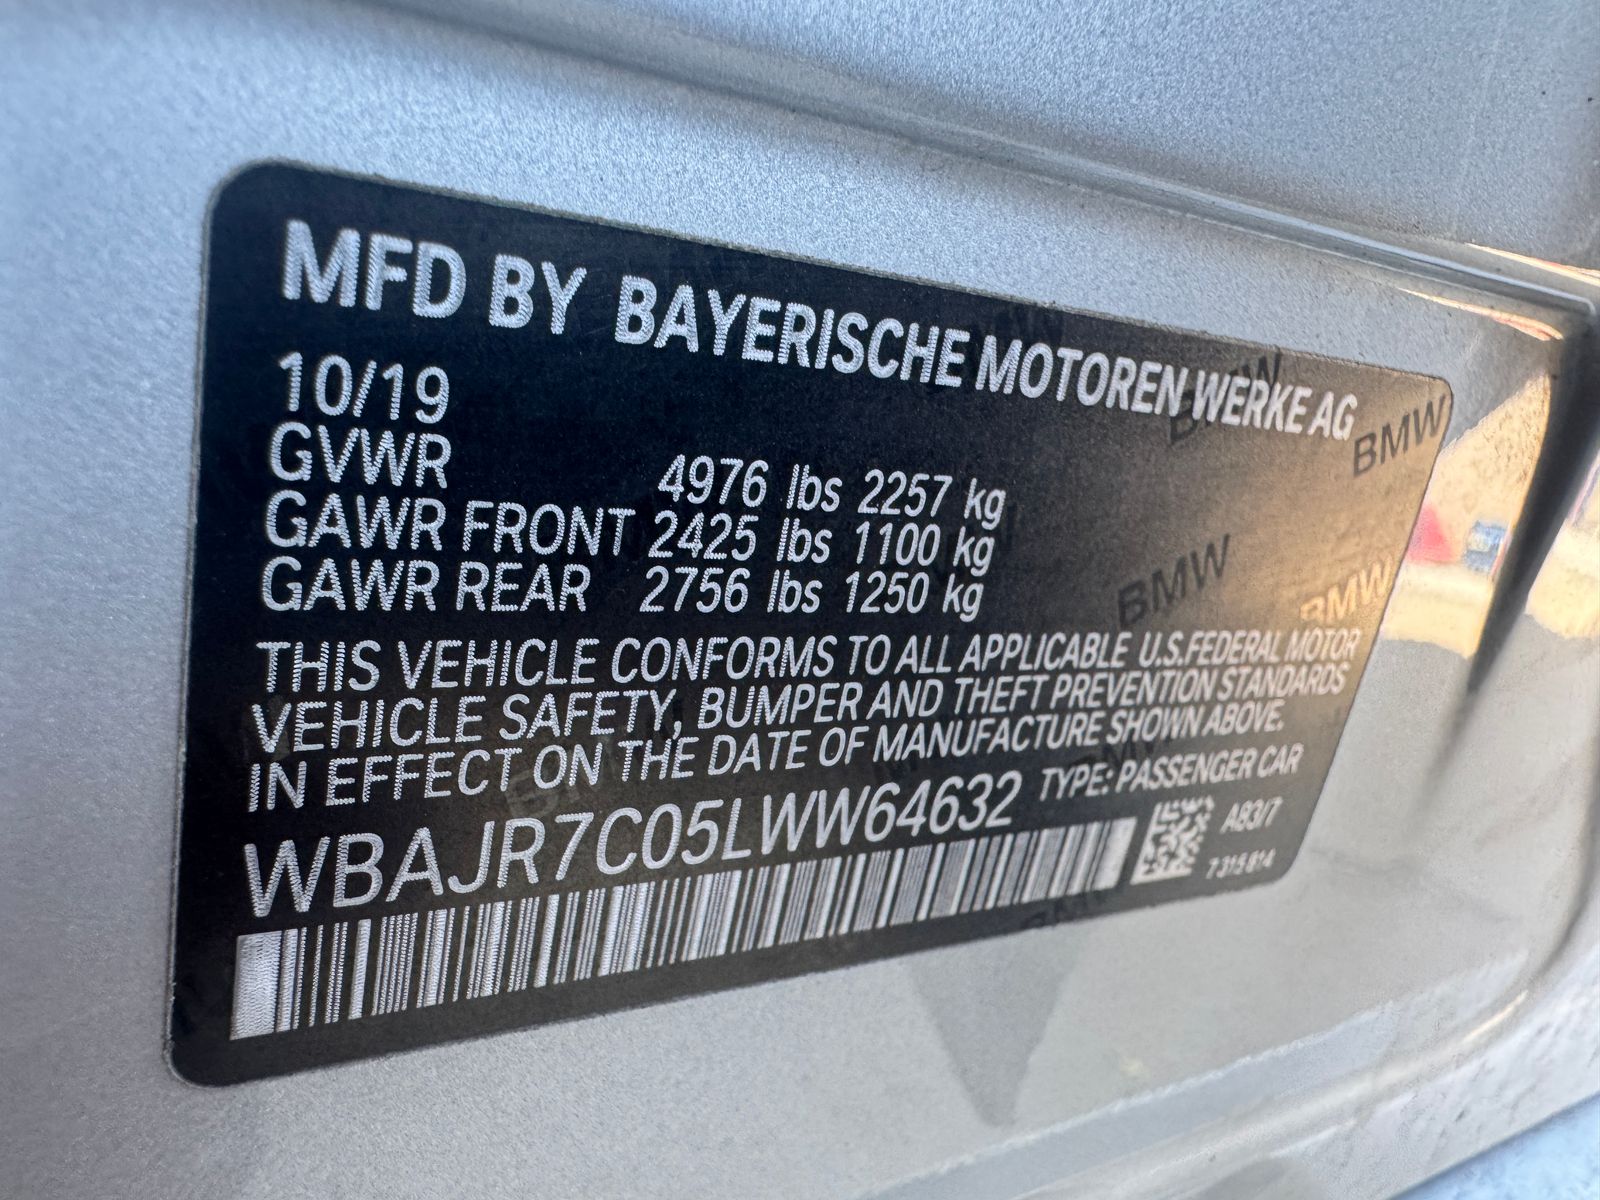 MFD BY BAYERISCHE MOTOREN WERKE AG
10/19
GVWR 4976 lbs 2257 kg
GAWR FRONT 2425 lbs 1100 kg
GAWR REAR 2756 lbs 1250 kg
THIS VEHICLE CONFORMS TO ALL APPLICABLE U.S.FEDERAL MOTOR
VEHICLE SAFETY, BUMPER AND THEFT PREVENTION STANDARDS
IN EFFECT ON THE DATE OF MANUFACTURE SHOWN ABOVE.
WBAJR7C05LWW64632 TYPE: PASSENGER CAR
A83/7
7315614
BMW
BMW
BMW
BMW